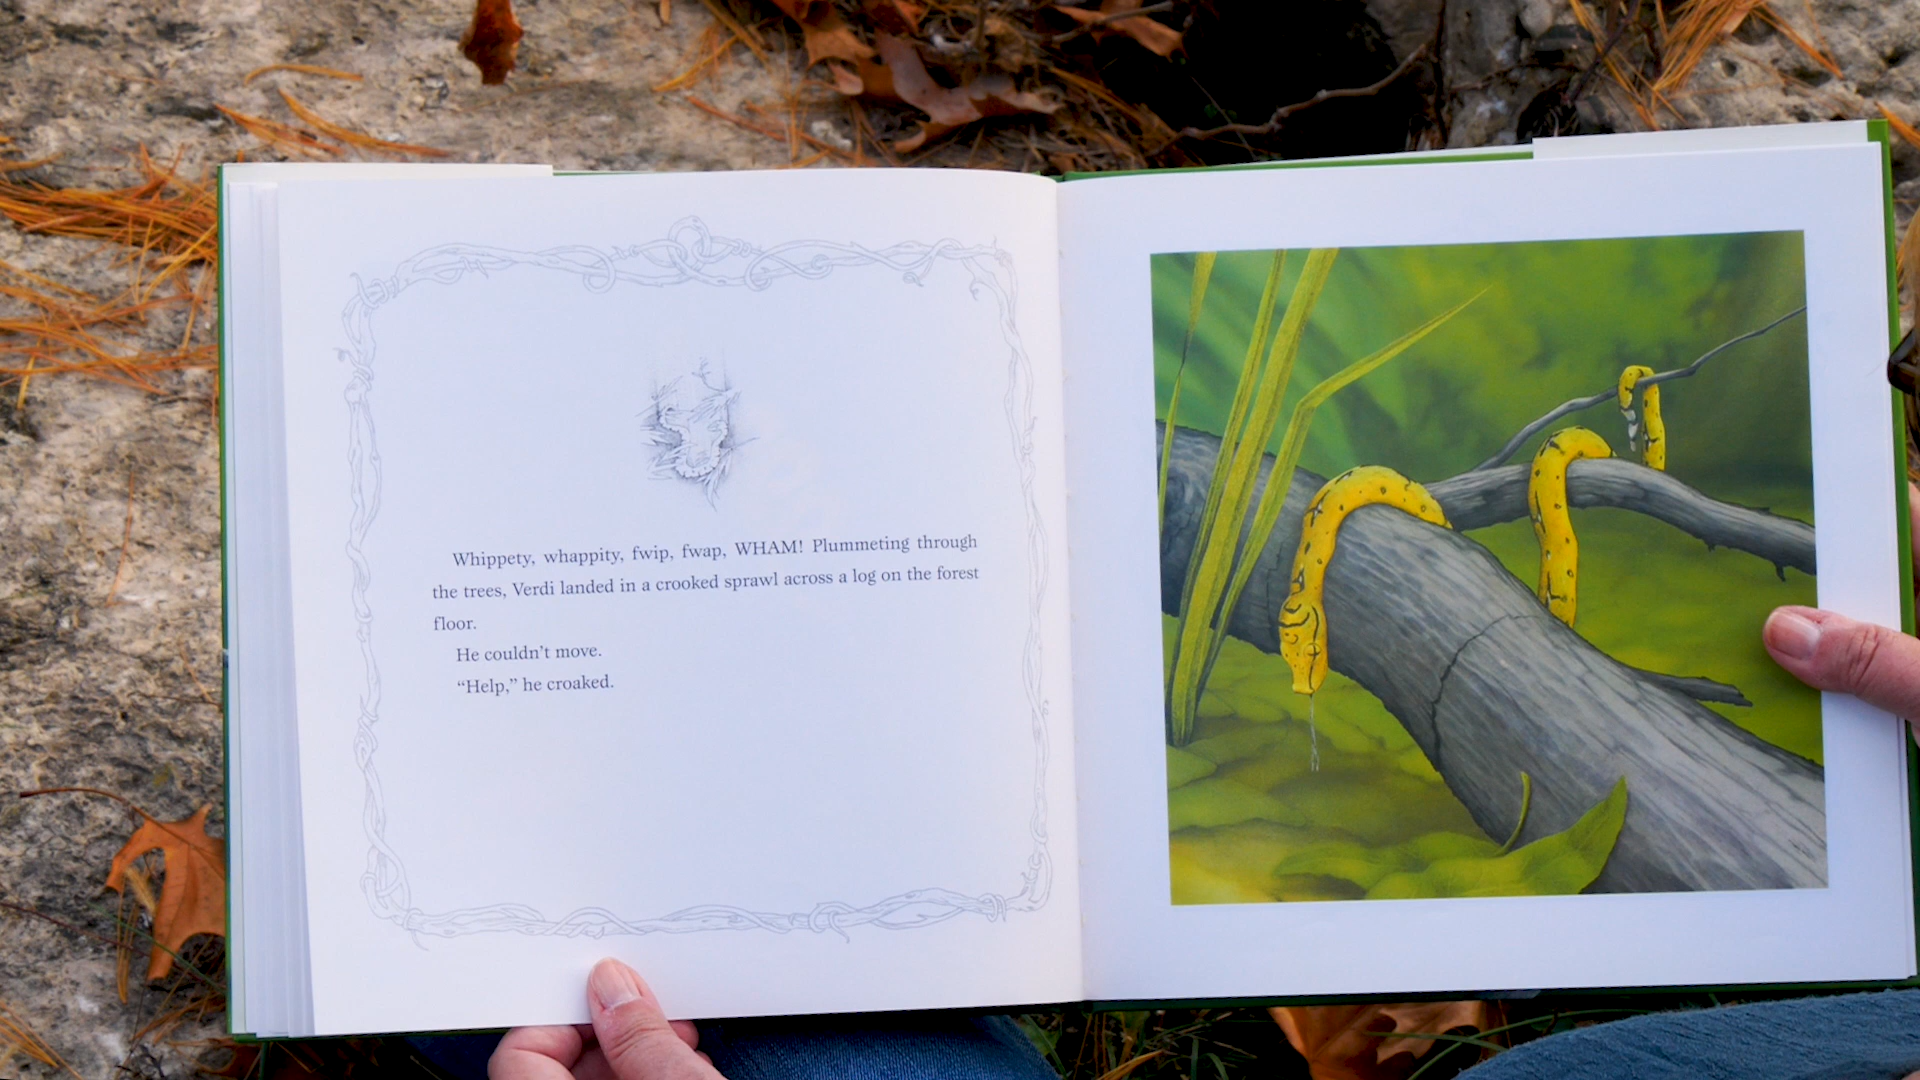 Whippety, whappity, fwip, fwap, WHAM! Plummeting through
the trees, Verdi landed in a crooked sprawl across a log on the forest
floor.
He couldn't move.
“Help,” he croaked.